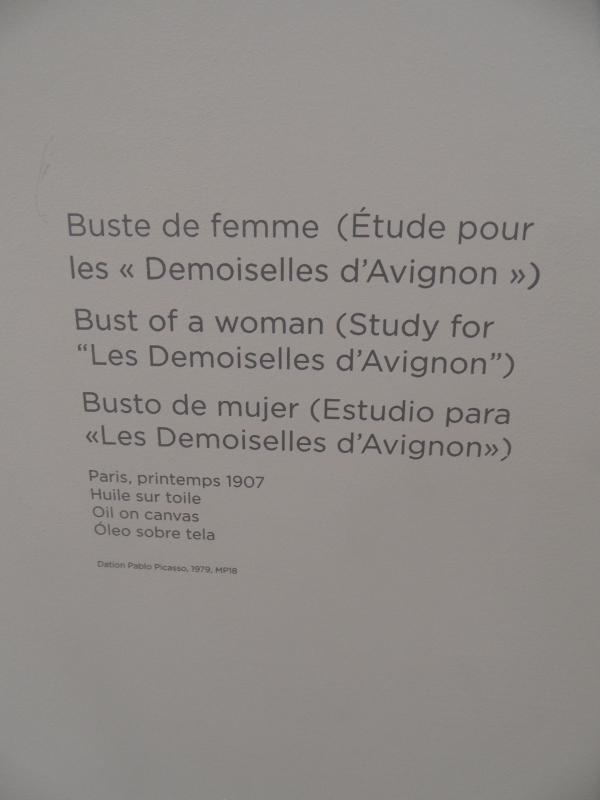 Buste de femme (Étude pour
les « Demoiselles d'Avignon »)
Bust of a woman (Study for
“Les Demoiselles d'Avignon”)
Busto de mujer (Estudio para
«Les Demoiselles d'Avignon»)
Paris, printemps 1907
Huile sur toile
Oil on canvas
Óleo sobre tela
Dation Pablo Picasso, 1979, MP18